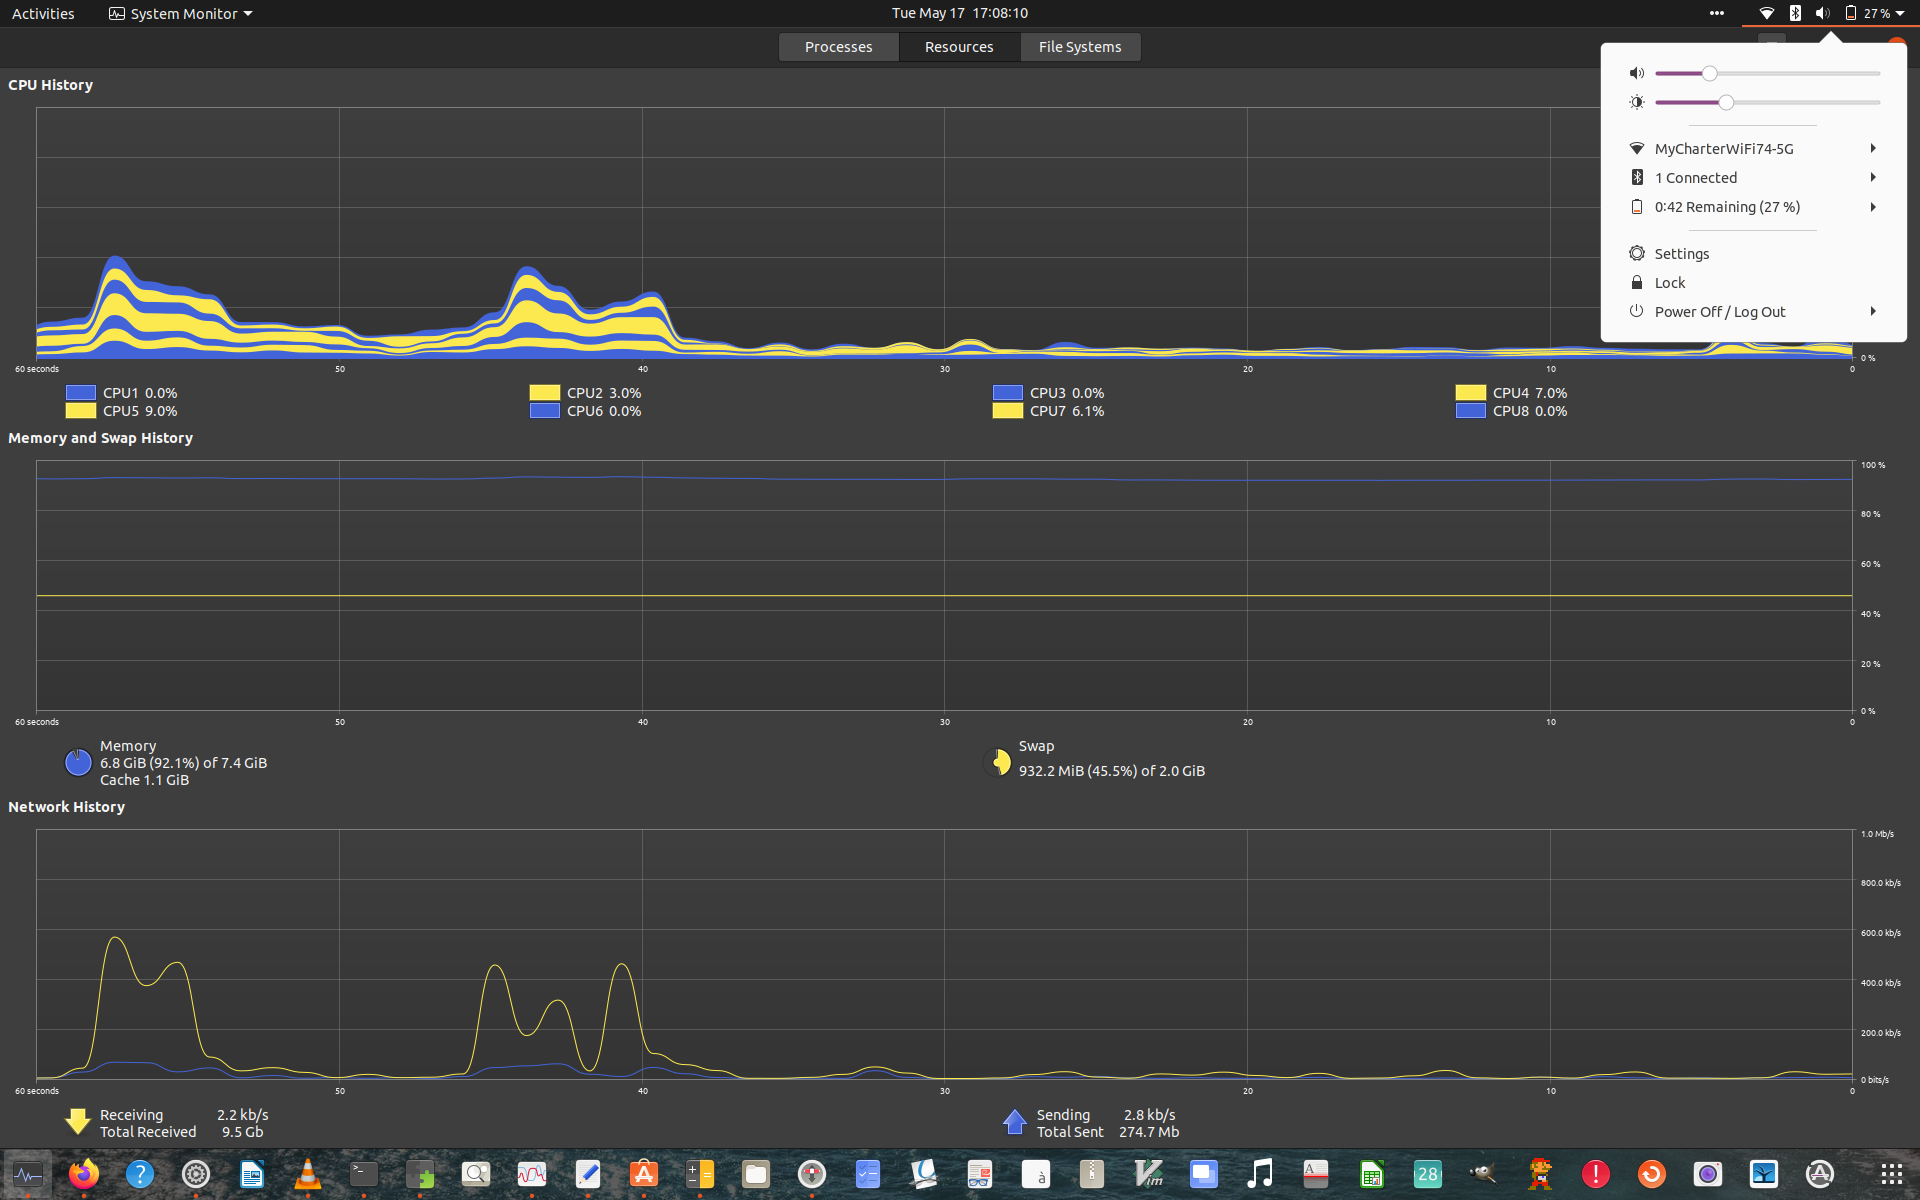 Activities
System Monitor
Tue May 17 17:08:10
27 %
Processes
Resources
File Systems
MyCharterWiFi74-5G
1 Connected
0:42 Remaining (27 %)
Settings
Lock
Power Off / Log Out
CPU History
0 %
60 seconds 50 40 30 20 10 0
CPU1 0.0% CPU2 3.0% CPU3 0.0% CPU4 7.0%
CPU5 9.0% CPU6 0.0% CPU7 6.1% CPU8 0.0%
Memory and Swap History
100 %
80 %
60 %
40 %
20 %
0 %
60 seconds 50 40 30 20 10 0
Memory
6.8 GiB (92.1%) of 7.4 GiB
Cache 1.1 GiB
Swap
932.2 MiB (45.5%) of 2.0 GiB
Network History
1.0 Mb/s
800.0 kb/s
600.0 kb/s
400.0 kb/s
200.0 kb/s
0 bits/s
60 seconds 50 40 30 20 10 0
Receiving 2.2 kb/s
Total Received 9.5 Gb
Sending 2.8 kb/s
Total Sent 274.7 Mb
?
>_
à
Vim
A
28
!